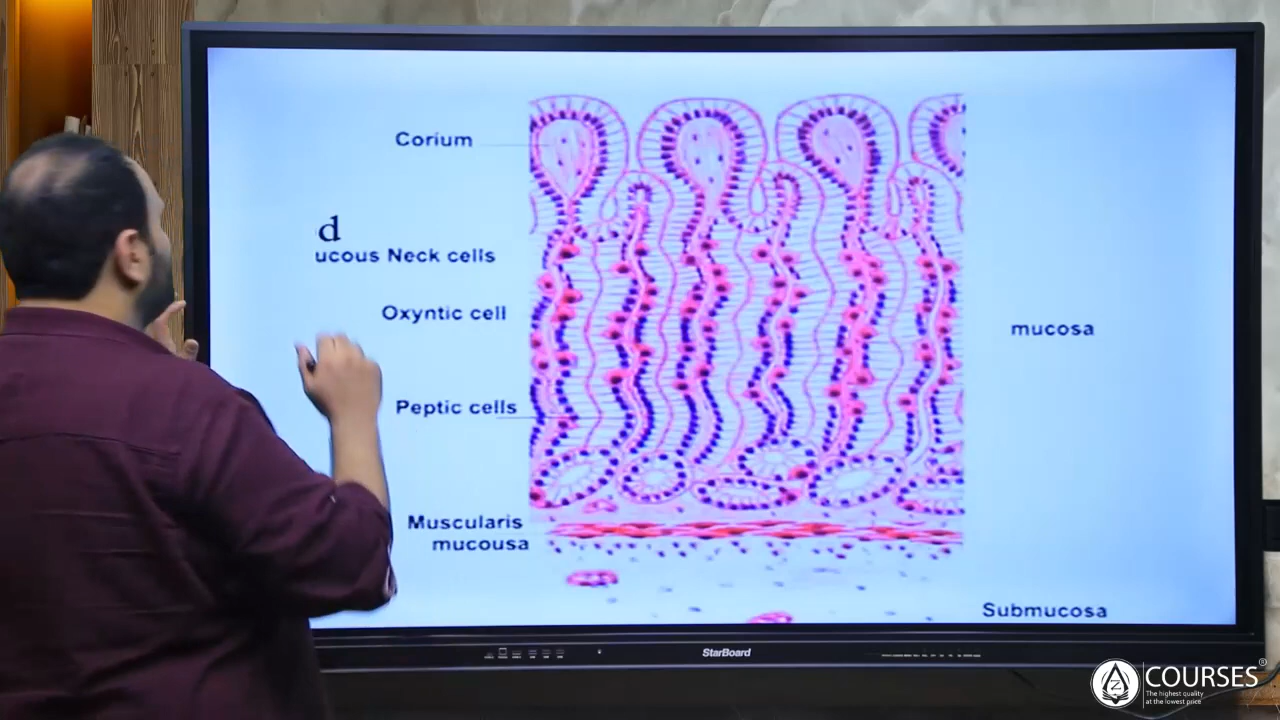 Corium
d
ucous Neck cells
Oxyntic cell
mucosa
Peptic cells
Muscularis
mucousa
Submucosa
StarBoard
Z
COURSES®
The highest quality
at the lowest price